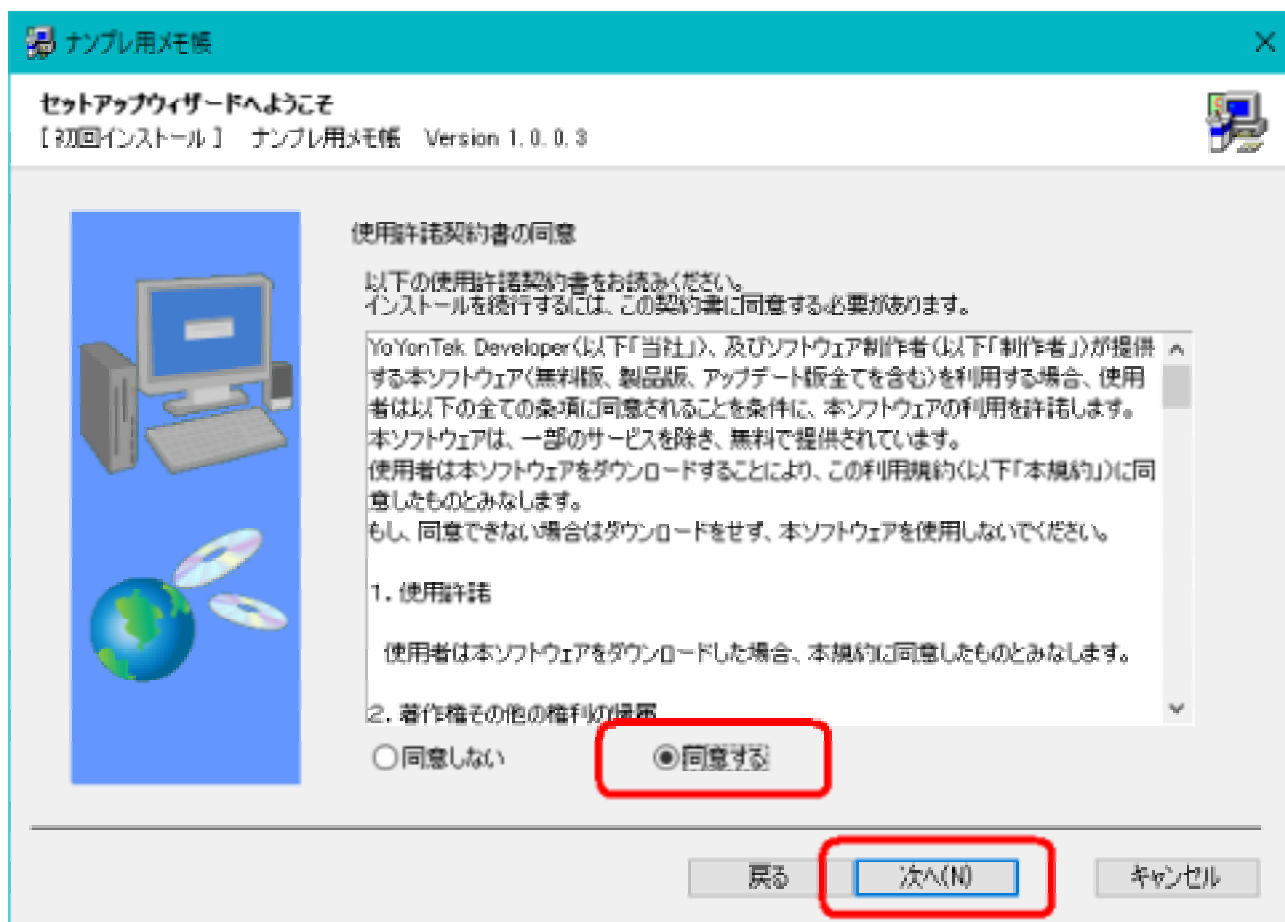 ナンプレ用メモ帳
セットアップウィザードへようこそ
[ 初回インストール ] ナンプレ用メモ帳 Version 1.0.0.3
使用許諾契約書の同意
以下の使用許諾契約書をお読みください。
インストールを続行するには、この契約書に同意する必要があります。
YoYonTek Developer(以下「当社」)、及びソフトウェア制作者(以下「制作者」)が提供
する本ソフトウェア(無料版、製品版、アップデート版全てを含む)を利用する場合、使用
者は以下の全ての条項に同意されることを条件に、本ソフトウェアの利用を許諾します。
本ソフトウェアは、一部のサービスを除き、無料で提供されています。
使用者は本ソフトウェアをダウンロードすることにより、この利用規約(以下「本規約」)に同
意したものとみなします。
もし、同意できない場合はダウンロードをせず、本ソフトウェアを使用しないでください。
1. 使用許諾
使用者は本ソフトウェアをダウンロードした場合、本規約に同意したものとみなします。
2. 著作権その他の権利の帰属
同意しない 同意する
戻る 次へ(N) キャンセル